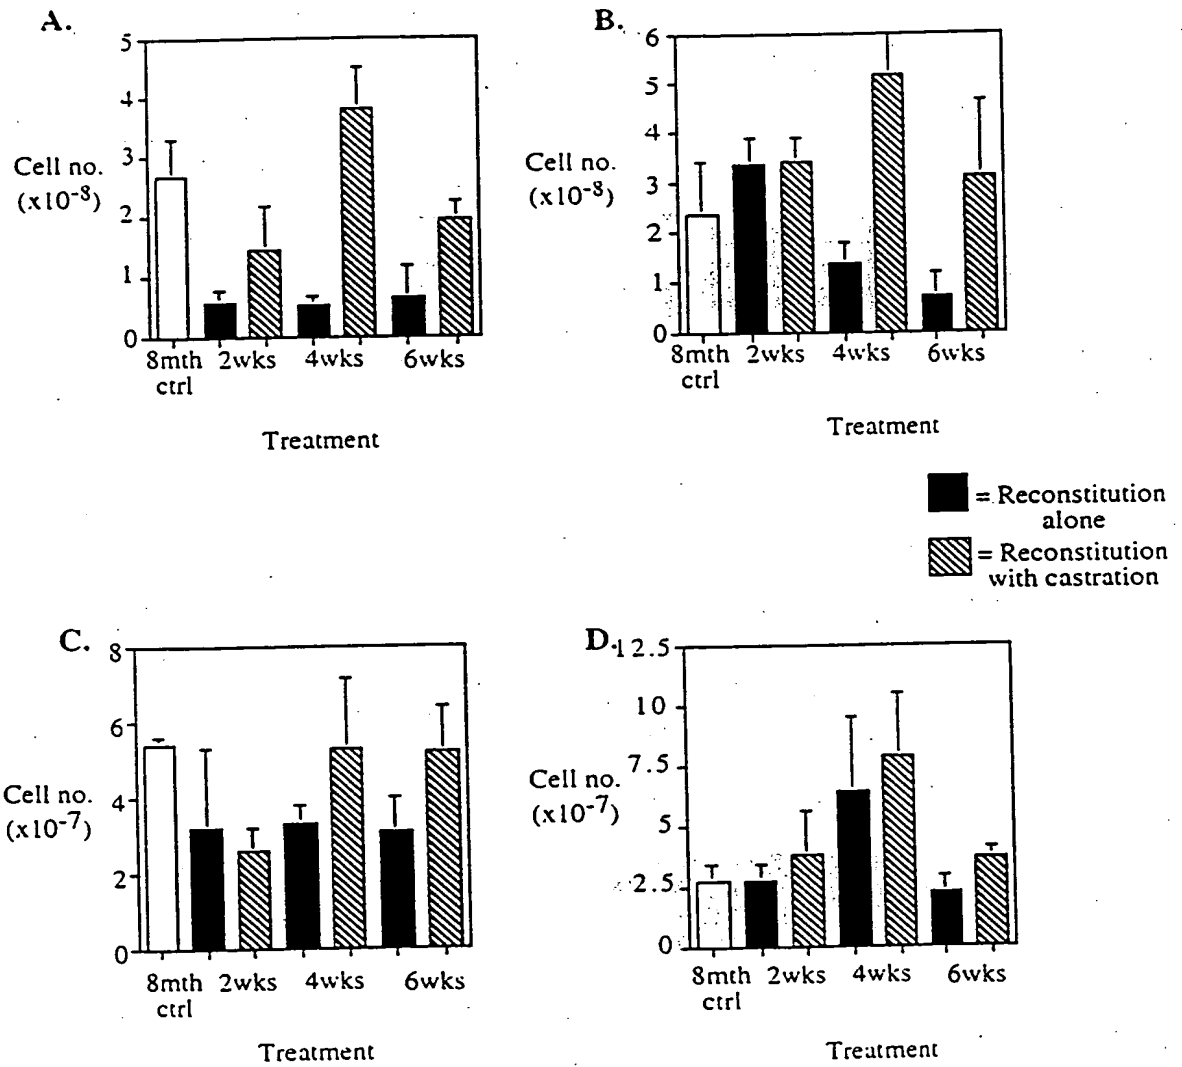 A.
5
4
3
2
1
0
Cell no.
(x10-8)
8mth 2wks 4wks 6wks
ctrl
Treatment
B.
6
5
4
3
2
1
0
Cell no.
(x10-8)
8mth 2wks 4wks 6wks
ctrl
Treatment
= Reconstitution
alone
= Reconstitution
with castration
C.
8
6
4
2
0
Cell no.
(x10-7)
8mth 2wks 4wks 6wks
ctrl
Treatment
D.
12.5
10
7.5
5
2.5
0
Cell no.
(x10-7)
8mth 2wks 4wks 6wks
ctrl
Treatment